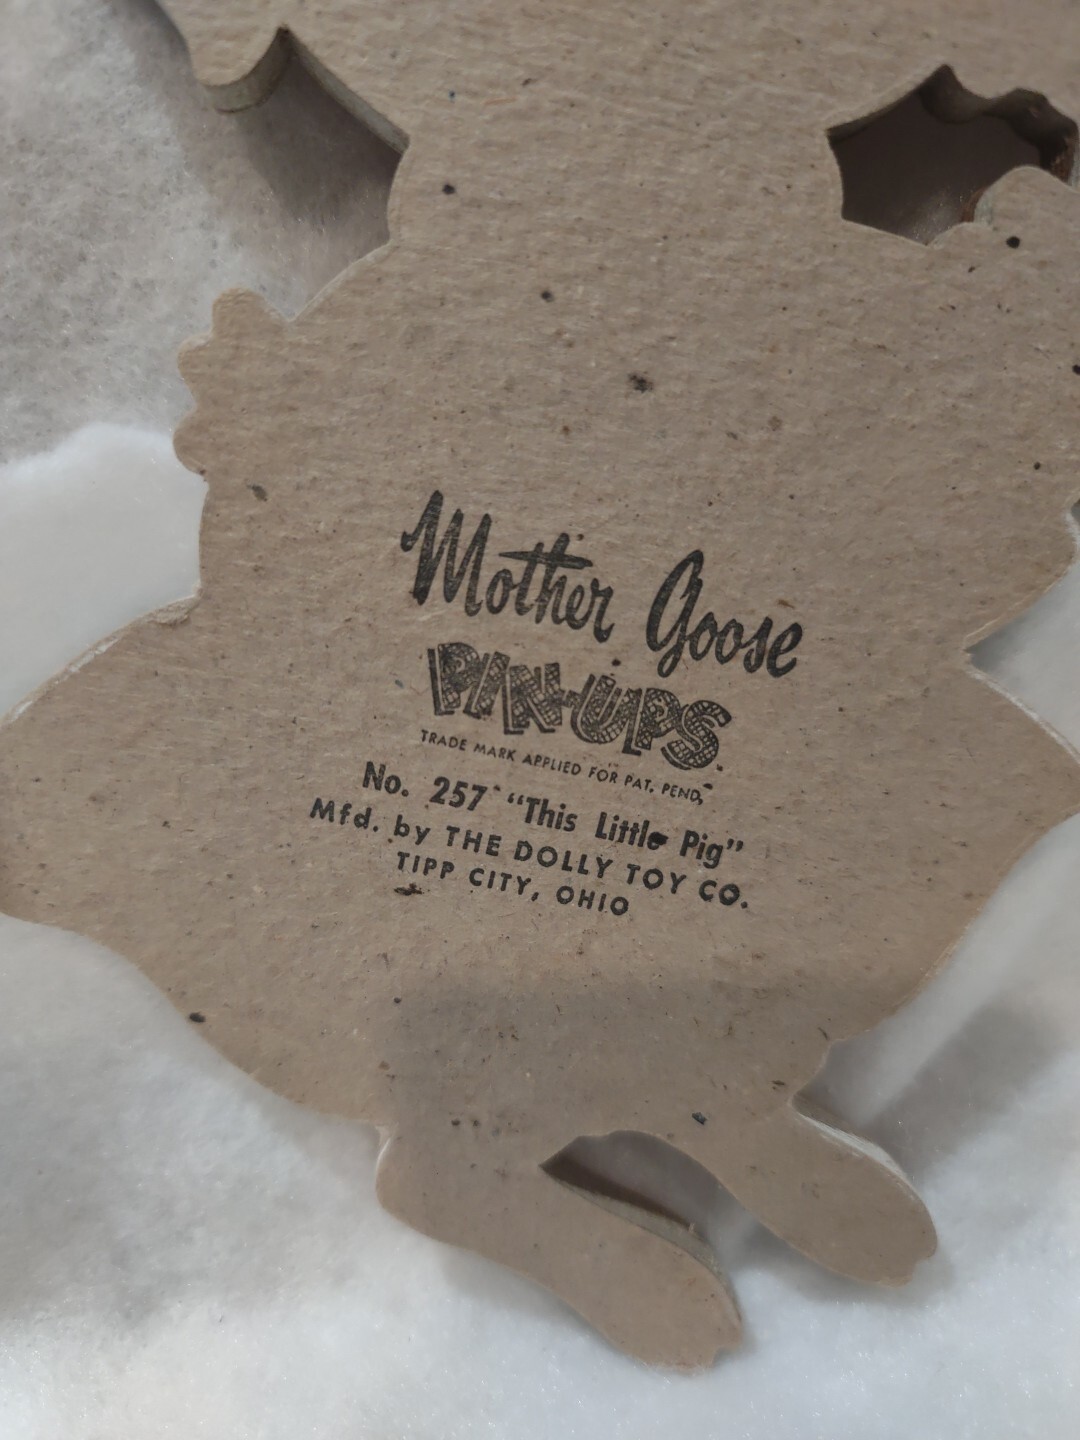 Mother Goose
PIN-UPS
TRADE MARK APPLIED FOR PAT. PEND.
No. 257 “This Little Pig”
Mfd. by THE DOLLY TOY CO.
TIPP CITY, OHIO